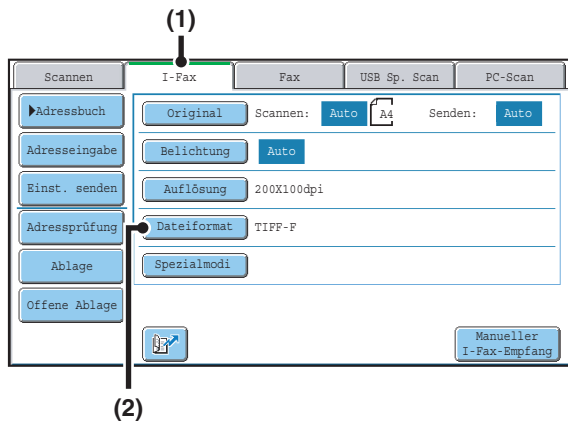 (1)
Scannen I-Fax Fax USB Sp. Scan PC-Scan
Adressbuch Original Scannen: Auto A4 Senden: Auto
Adresseingabe Belichtung Auto
Einst. senden Auflösung 200X100dpi
Adressprüfung Dateiformat TIFF-F
Ablage Spezialmodi
Offene Ablage
Manueller
I-Fax-Empfang
(2)